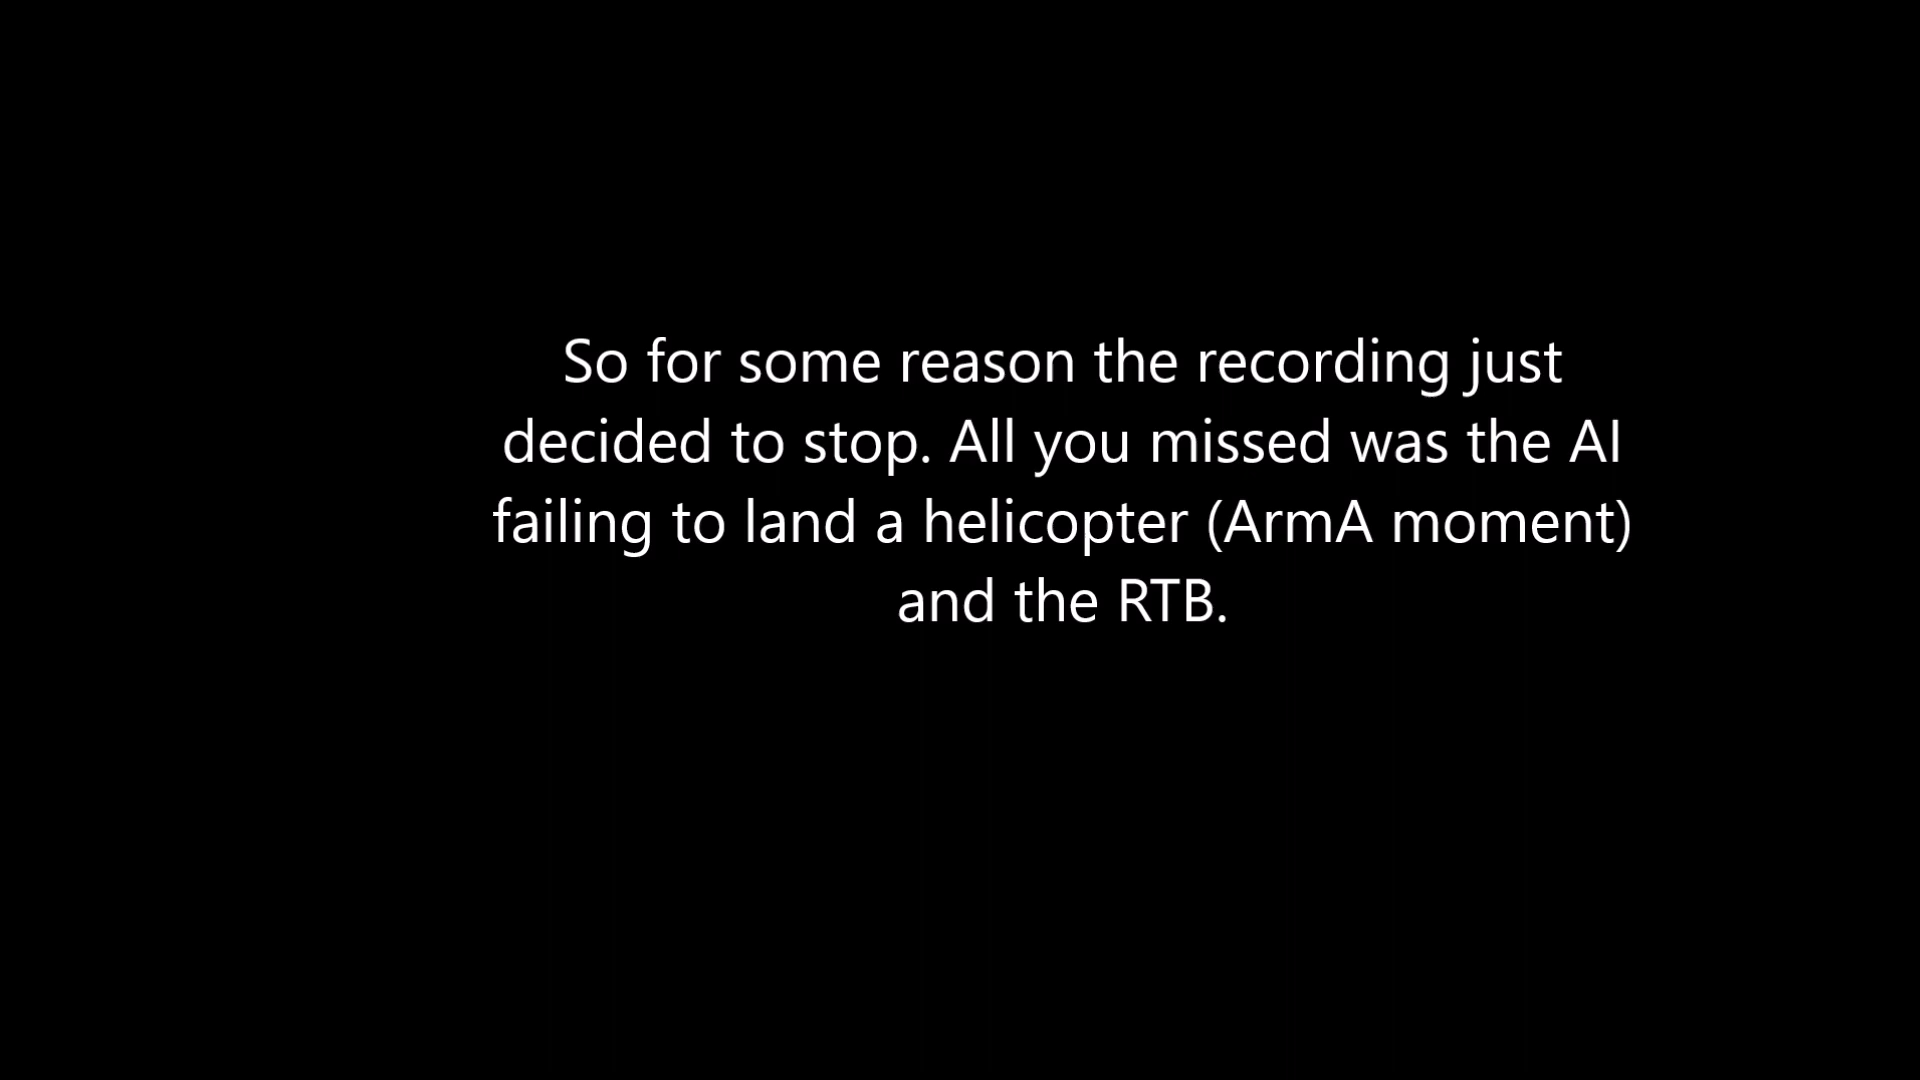 So for some reason the recording just
decided to stop. All you missed was the AI
failing to land a helicopter (ArmA moment)
and the RTB.